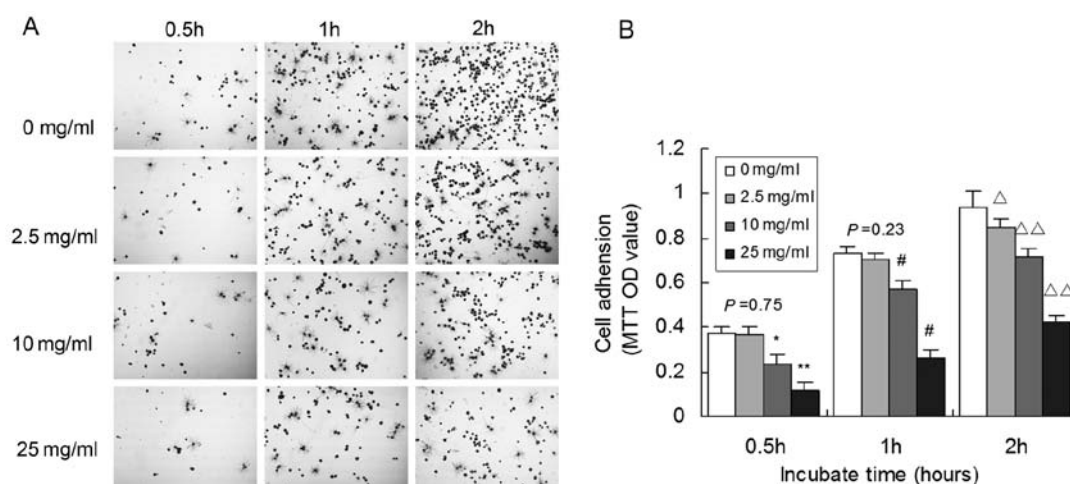 A
0.5h 1h 2h
0 mg/ml
2.5 mg/ml
10 mg/ml
25 mg/ml
B
Cell adhension
(MTT OD value)
1.2
1
0.8
0.6
0.4
0.2
0
0 mg/ml
2.5 mg/ml
10 mg/ml
25 mg/ml
P=0.75
*
**
P=0.23
#
#
△
△△
△△
0.5h 1h 2h
Incubate time (hours)